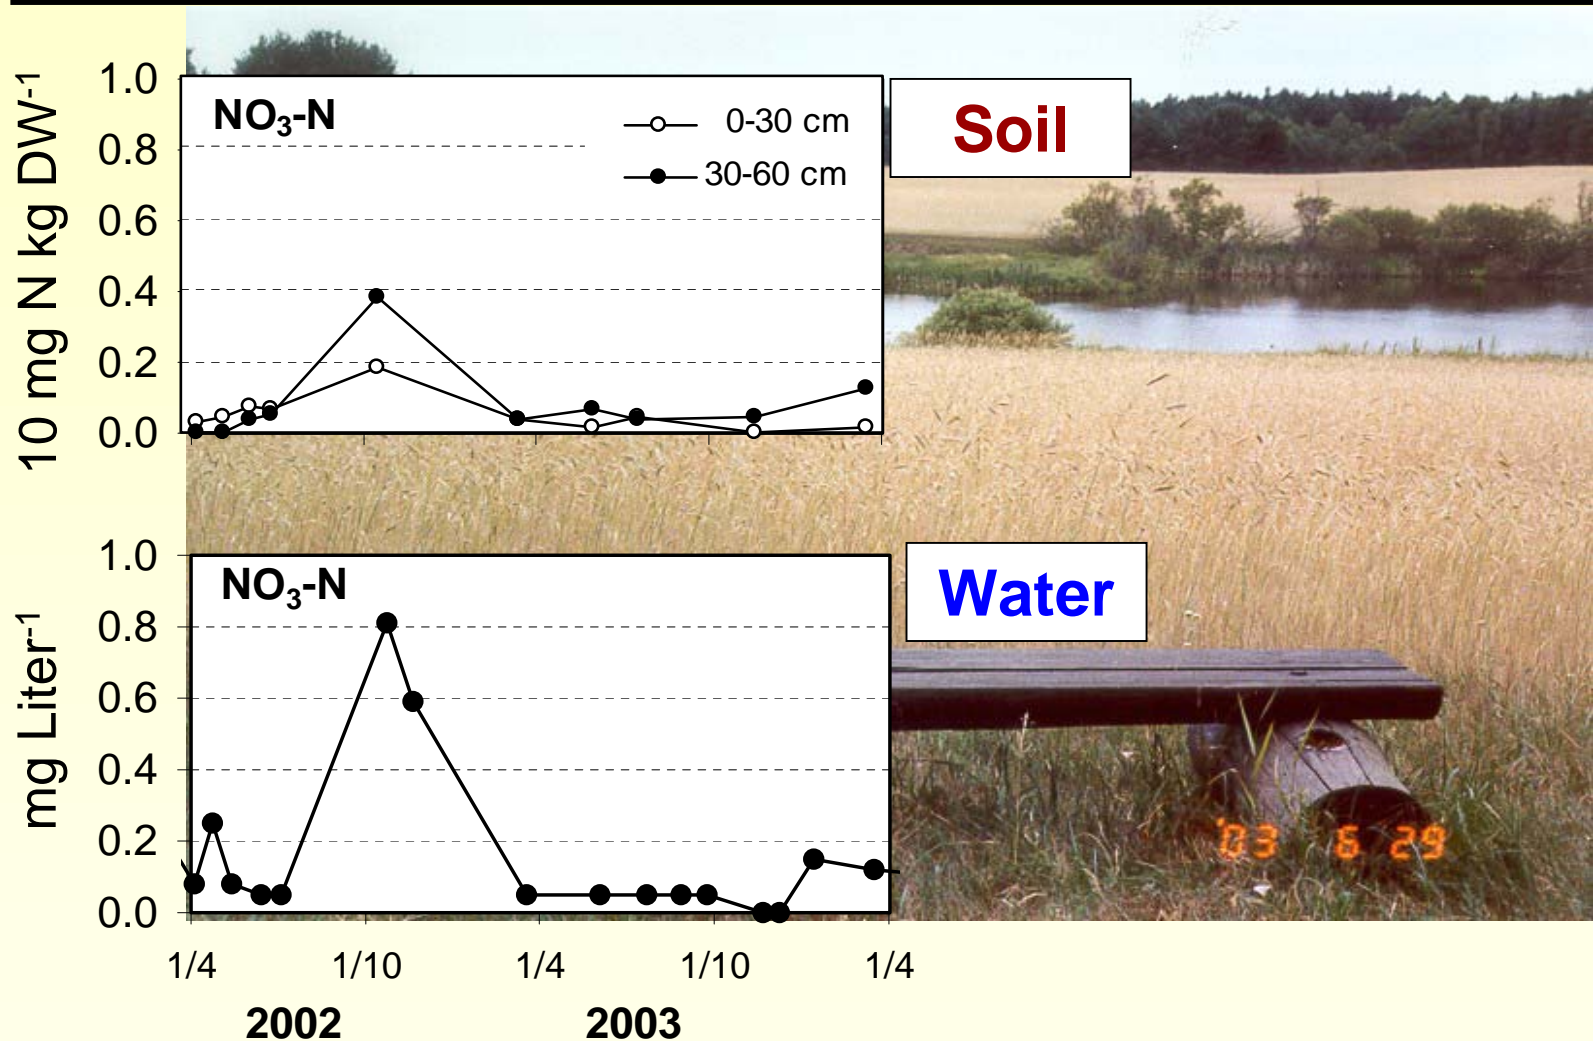 10 mg N kg DW-1
1.0
0.8
0.6
0.4
0.2
0.0
NO3-N
0-30 cm
30-60 cm
Soil
mg Liter-1
1.0
0.8
0.6
0.4
0.2
0.0
NO3-N
Water
'03 6 29
1/4 1/10 1/4 1/10 1/4
2002 2003